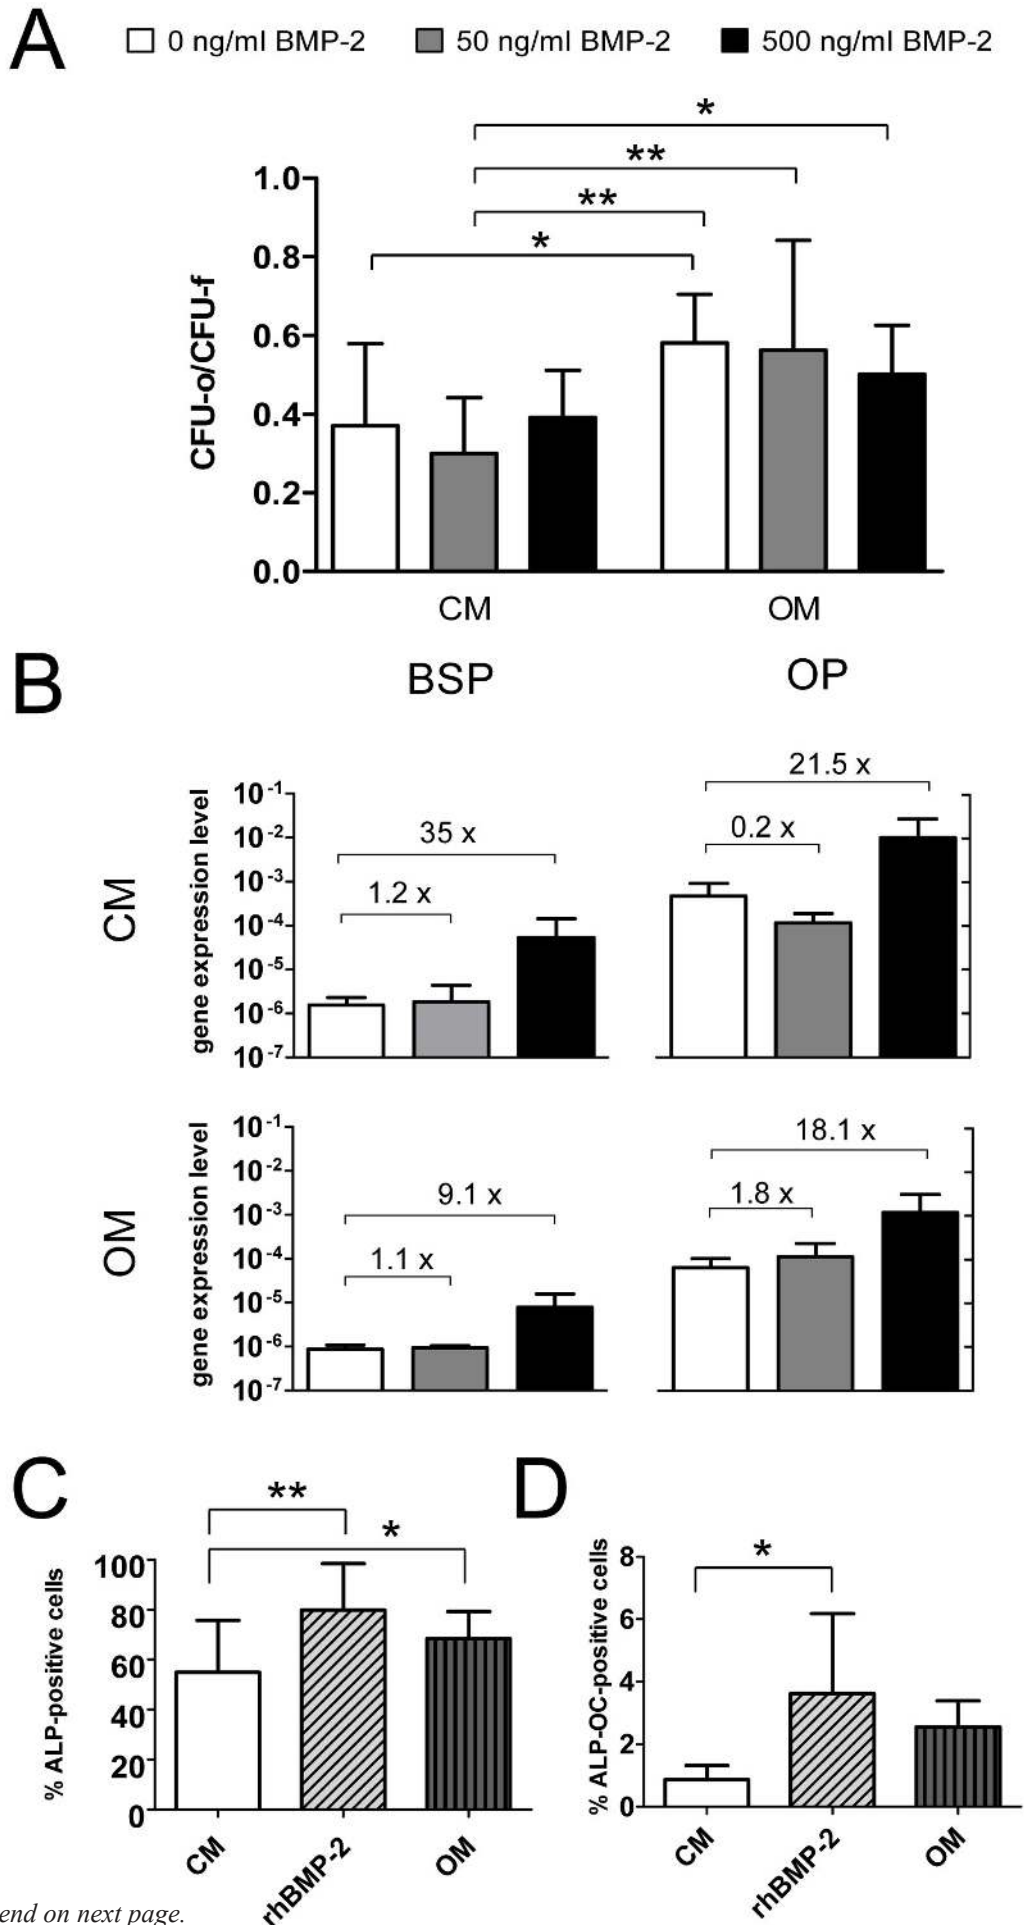 A
0 ng/ml BMP-2 50 ng/ml BMP-2 500 ng/ml BMP-2
*
**
**
*
1.0
0.8
0.6
0.4
0.2
0.0
CFU-o/CFU-f
CM OM
B
BSP OP
CM
gene expression level
10-1
10-2
10-3
10-4
10-5
10-6
10-7
35 x
1.2 x
21.5 x
0.2 x
OM
gene expression level
10-1
10-2
10-3
10-4
10-5
10-6
10-7
9.1 x
1.1 x
18.1 x
1.8 x
C
**
*
% ALP-positive cells
100
80
60
40
20
0
CM rhBMP-2 OM
D
*
% ALP-OC-positive cells
8
6
4
2
0
CM rhBMP-2 OM
end on next page.